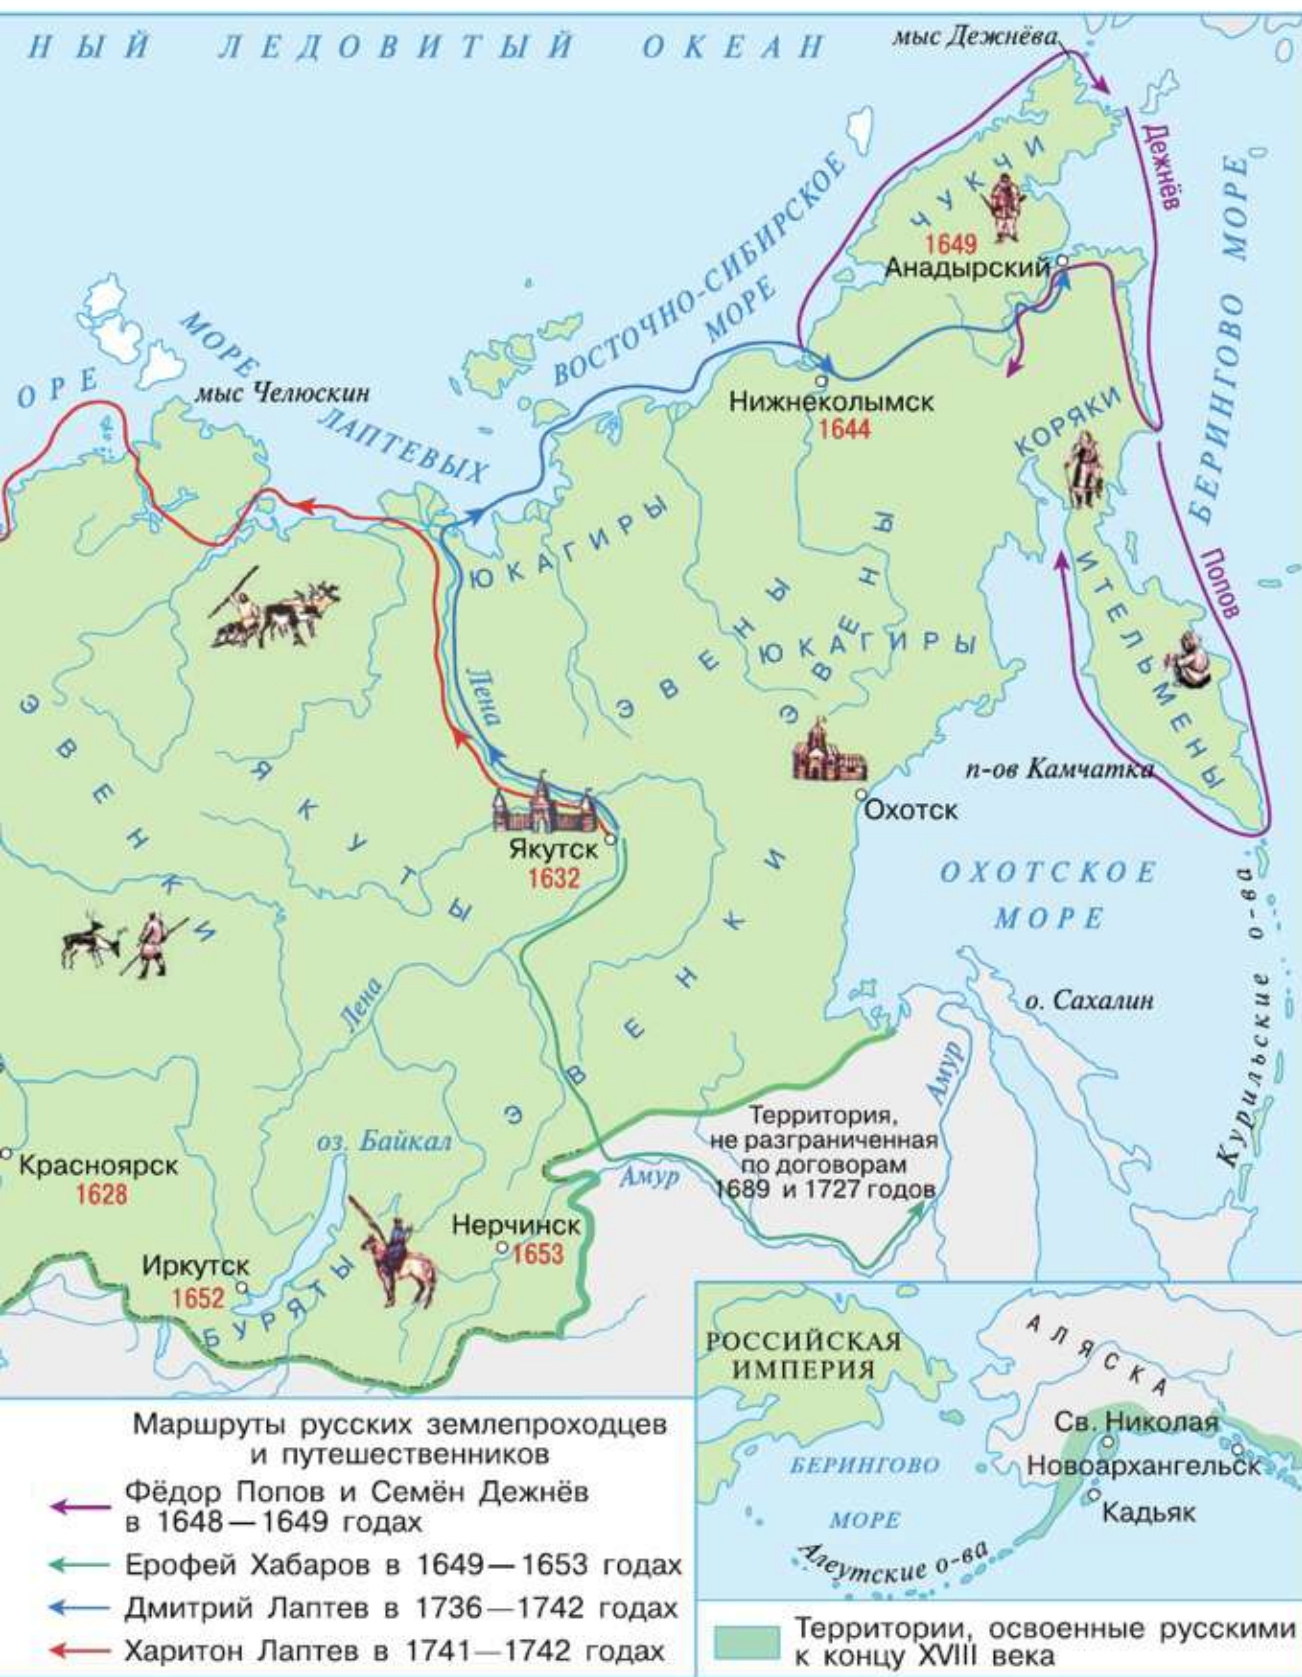 НЫЙ ЛЕДОВИТЫЙ ОКЕАН
мыс Дежнёва
Дежнёв
ЧУКЧИ
1649
Анадырский
БЕРИНГОВО МОРЕ
ВОСТОЧНО-СИБИРСКОЕ
МОРЕ
МОРЕ
ЛАПТЕВЫХ
ОРЕ
мыс Челюскин
Нижнеколымск
1644
КОРЯКИ
ЮКАГИРЫ
Попов
ИТЕЛЬМЕНЫ
ЭВЕНЫ
ЭВЕНЫ
ЮКАГИРЫ
Лена
ЭВЕНКИ
ЯКУТЫ
п-ов Камчатка
Охотск
Якутск
1632
ОХОТСКОЕ
МОРЕ
ЭВЕНКИ
Лена
о. Сахалин
Курильские о-ва
Амур
Территория,
не разграниченная
по договорам
1689 и 1727 годов
Амур
оз. Байкал
Красноярск
1628
Нерчинск
1653
Иркутск
1652
БУРЯТЫ
РОССИЙСКАЯ
ИМПЕРИЯ
АЛЯСКА
Св. Николая
Новоархангельск
Кадьяк
БЕРИНГОВО
МОРЕ
Алеутские о-ва
Маршруты русских землепроходцев
и путешественников
Фёдор Попов и Семён Дежнёв
в 1648—1649 годах
Ерофей Хабаров в 1649—1653 годах
Дмитрий Лаптев в 1736—1742 годах
Харитон Лаптев в 1741—1742 годах
Территории, освоенные русскими
к концу XVIII века